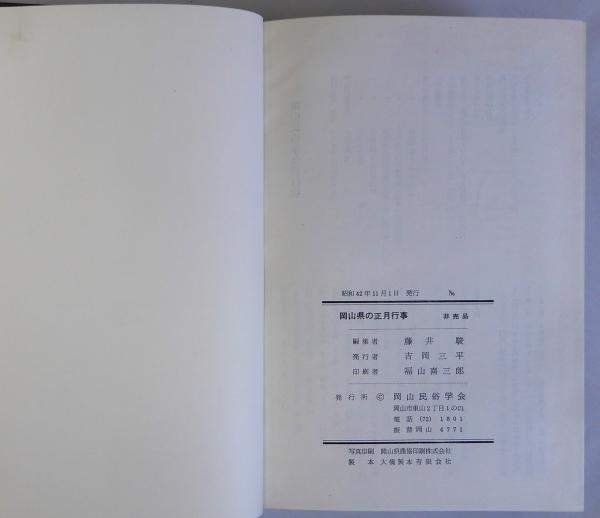 昭和42年11月1日 発行 №
岡山県の正月行事 非売品
編集者 藤井 駿
発行者 吉岡三平
印刷者 福山喜三郎
発行所 © 岡山民俗学会
岡山市東山2丁目1の21
電話 (72) 1801
振替岡山 4771
写真印刷 岡山県農協印刷株式会社
製本 大橋製本有限会社